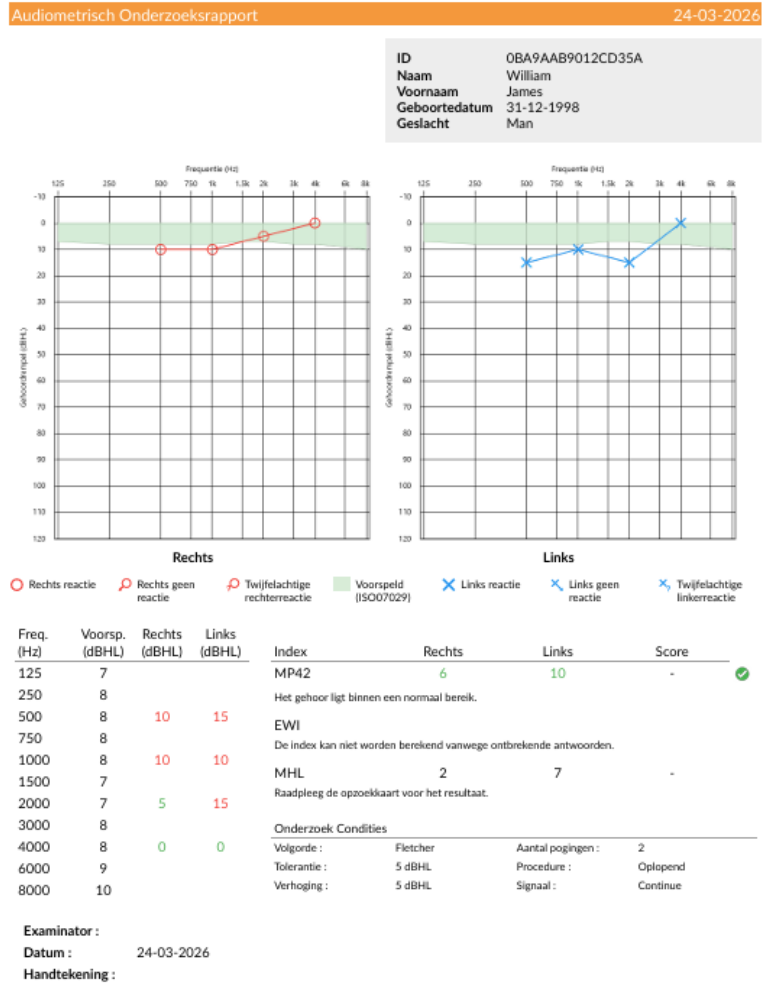 Audiometrisch Onderzoeksrapport 24-03-2026
ID 0BA9AAB9012CD35A
Naam William
Voornaam James
Geboortedatum 31-12-1998
Geslacht Man
Frequentie (Hz)
125 250 500 750 1k 1.5k 2k 3k 4k 6k 8k
-10
0
10
20
30
40
50
60
70
80
90
100
110
120
Gehoordrempel (dBHL)
Rechts
Frequentie (Hz)
125 250 500 750 1k 1.5k 2k 3k 4k 6k 8k
-10
0
10
20
30
40
50
60
70
80
90
100
110
120
Gehoordrempel (dBHL)
Links
Rechts reactie
Rechts geen
reactie
Twijfelachtige
rechterreactie
Voorspeld
(ISO07029)
Links reactie
Links geen
reactie
Twijfelachtige
linkerreactie
Freq. Voorsp. Rechts Links
(Hz) (dBHL) (dBHL) (dBHL)
125 7
250 8
500 8 10 15
750 8
1000 8 10 10
1500 7
2000 7 5 15
3000 8
4000 8 0 0
6000 9
8000 10
Index Rechts Links Score
MP42 6 10 -
Het gehoor ligt binnen een normaal bereik.
EWI
De index kan niet worden berekend vanwege ontbrekende antwoorden.
MHL 2 7 -
Raadpleeg de opzoekkaart voor het resultaat.
Onderzoek Condities
Volgorde : Fletcher Aantal pogingen : 2
Tolerantie : 5 dBHL Procedure : Oplopend
Verhoging : 5 dBHL Signaal : Continue
Examinator :
Datum : 24-03-2026
Handtekening :